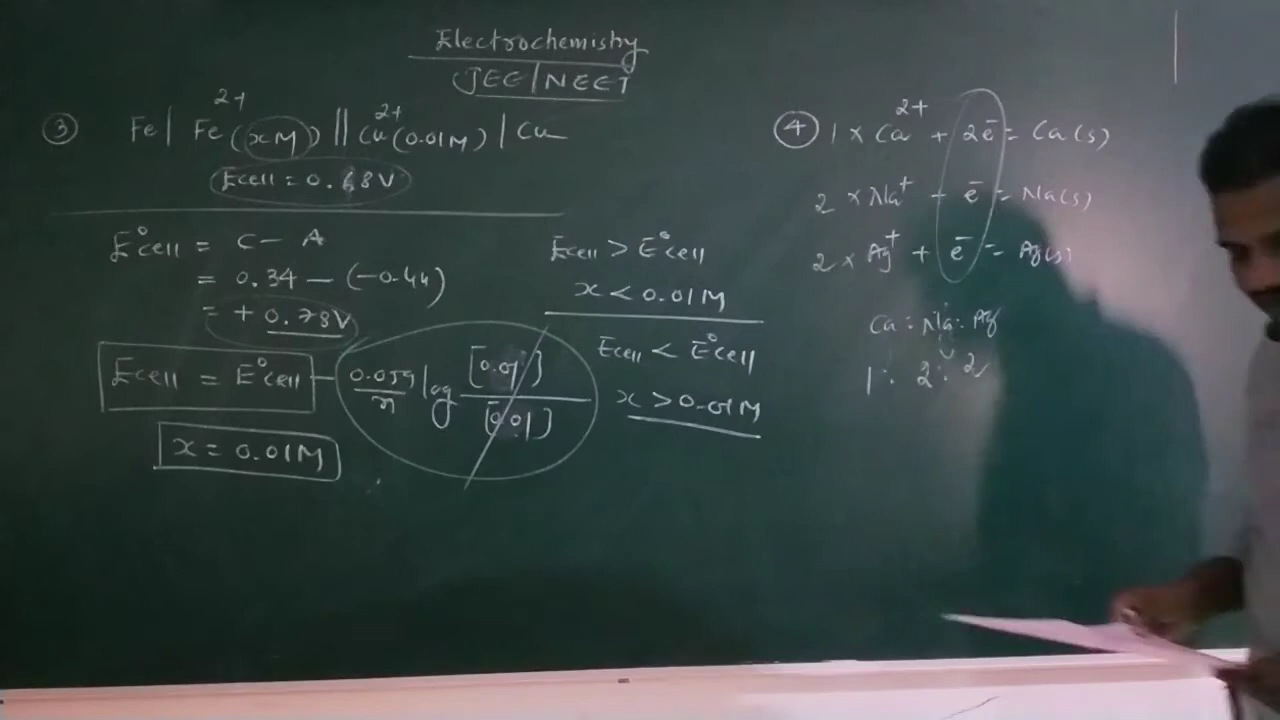 Electrochemistry
JEE/NEET
③ Fe | Fe²⁺(xM) || Cu²⁺(0.01M) | Cu
Ecell = 0.68V
E°cell = C - A
= 0.34 - (-0.44)
= + 0.78V
Ecell = E°cell - 0.059/n log [0.01]/[0.01]
x = 0.01M
Ecell > E°cell
x < 0.01M
Ecell < E°cell
x > 0.01M
④ 1 × Ca²⁺ + 2e⁻ = Ca(s)
2 × Na⁺ + e⁻ = Na(s)
2 × Ag⁺ + e⁻ = Ag(s)
Ca : Na : Ag
1 : 2 : 2